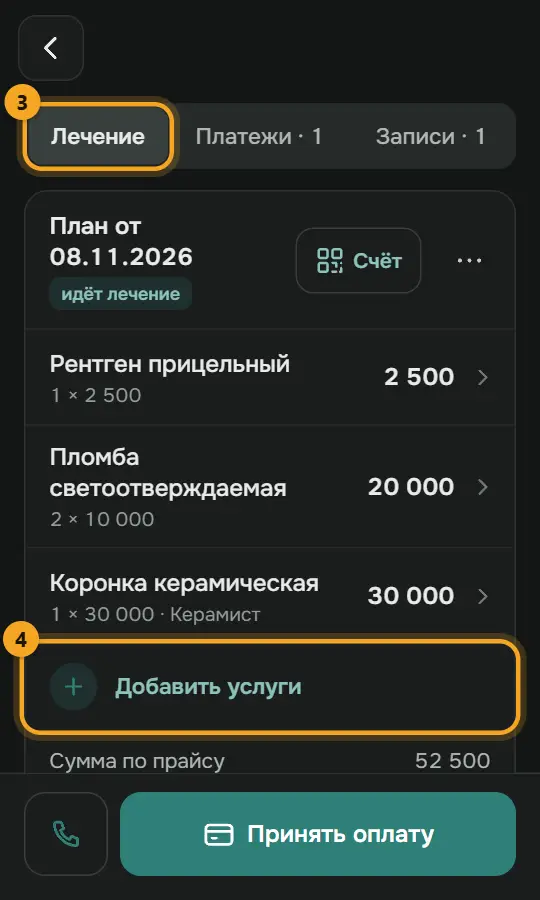 3
Лечение
Платежи · 1
Записи · 1
План от
08.11.2026
идёт лечение
Счёт
Рентген прицельный
1 × 2 500
2 500
Пломба
светоотверждаемая
2 × 10 000
20 000
Коронка керамическая
1 × 30 000 · Керамист
30 000
4
Добавить услуги
Сумма по прайсу
52 500
Принять оплату